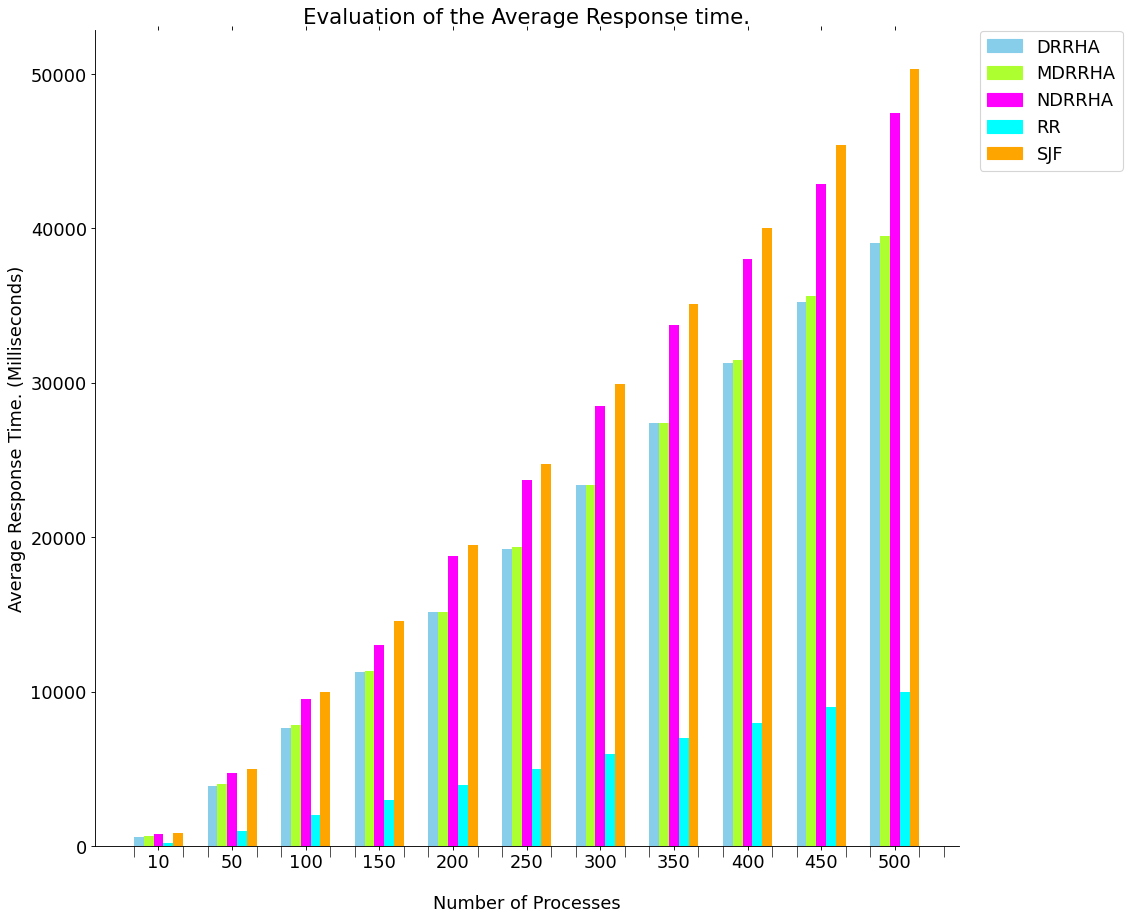 Evaluation of the Average Response time.
DRRHA
MDRRHA
NDRRHA
RR
SJF
Average Response Time. (Milliseconds)
50000
40000
30000
20000
10000
0
10 50 100 150 200 250 300 350 400 450 500
Number of Processes